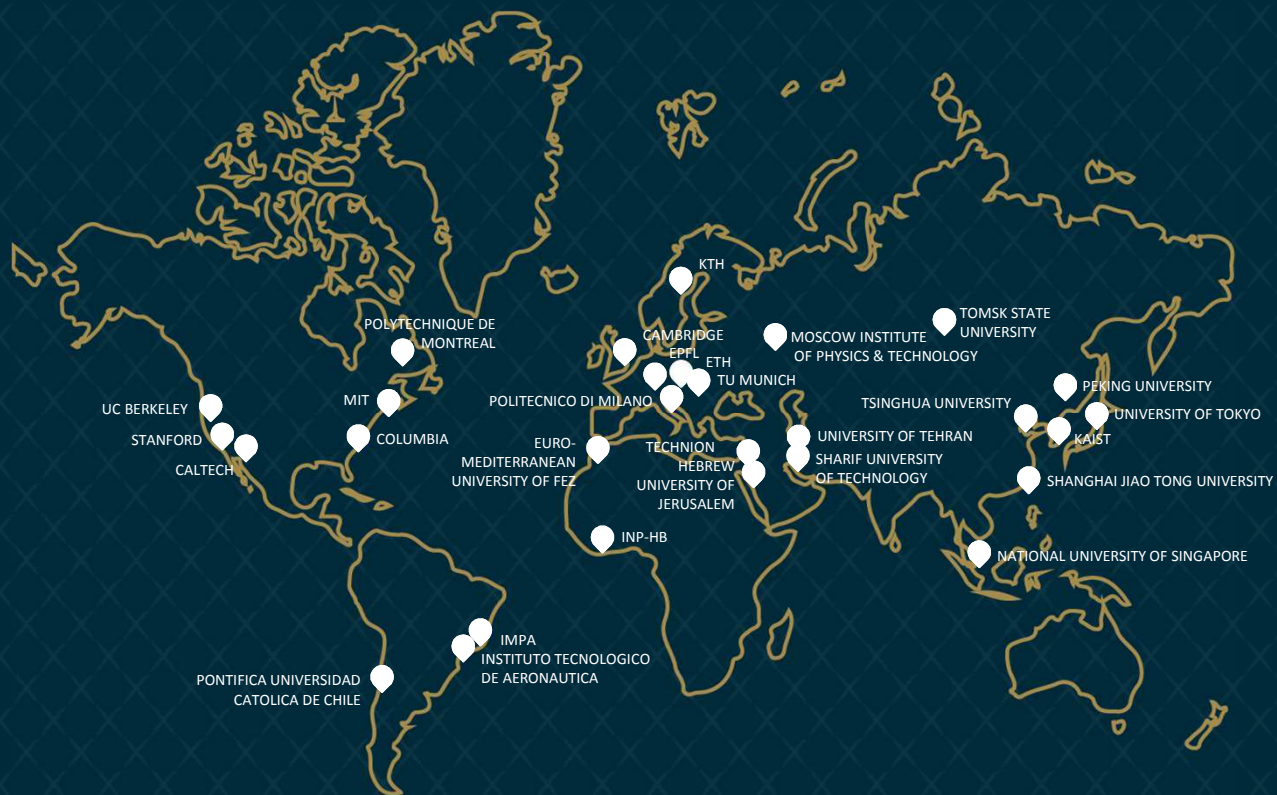 KTH
TOMSK STATE
UNIVERSITY
POLYTECHNIQUE DE
MONTREAL
CAMBRIDGE
MOSCOW INSTITUTE
OF PHYSICS & TECHNOLOGY
EPFL
ETH
TU MUNICH
PEKING UNIVERSITY
MIT
POLITECNICO DI MILANO
TSINGHUA UNIVERSITY
UC BERKELEY
UNIVERSITY OF TOKYO
STANFORD
COLUMBIA
UNIVERSITY OF TEHRAN
KAIST
CALTECH
EURO-
MEDITERRANEAN
UNIVERSITY OF FEZ
TECHNION
HEBREW
UNIVERSITY OF
JERUSALEM
SHARIF UNIVERSITY
OF TECHNOLOGY
SHANGHAI JIAO TONG UNIVERSITY
INP-HB
NATIONAL UNIVERSITY OF SINGAPORE
IMPA
INSTITUTO TECNOLOGICO
DE AERONAUTICA
PONTIFICA UNIVERSIDAD
CATOLICA DE CHILE